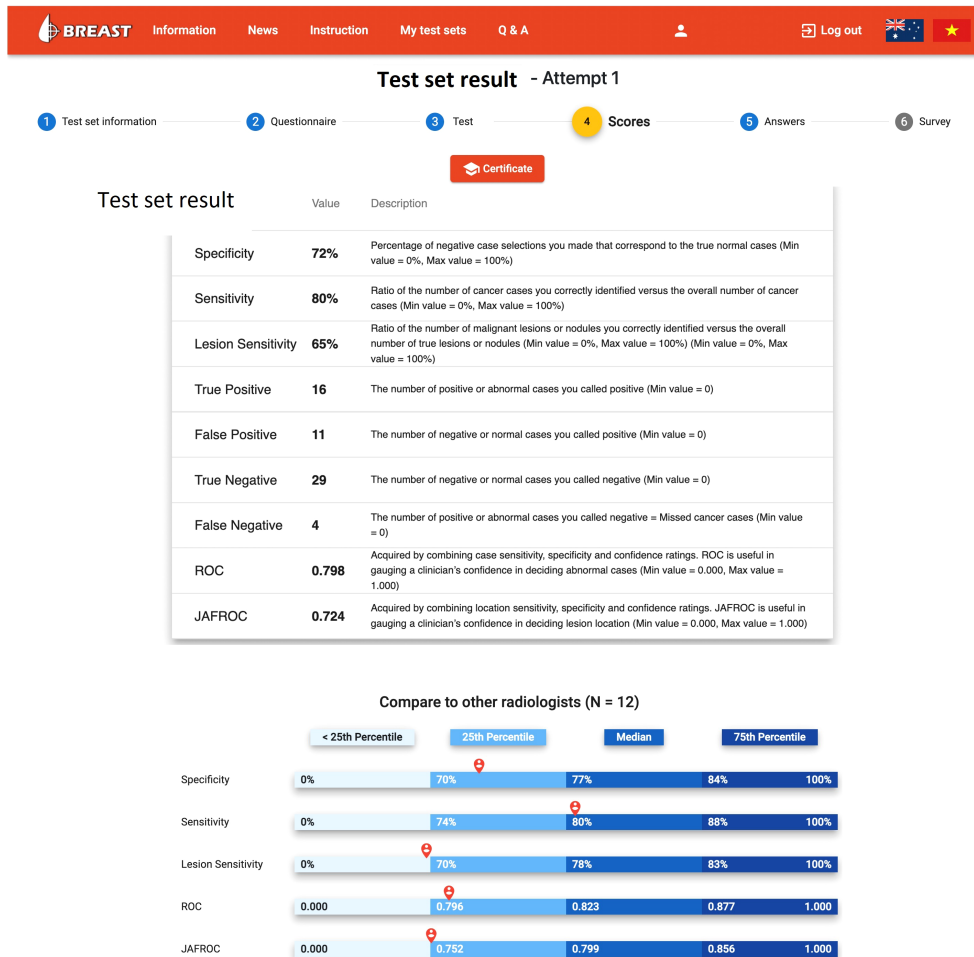 BREAST Information News Instruction My test sets Q & A Log out
Test set result - Attempt 1
1 Test set information 2 Questionnaire 3 Test 4 Scores 5 Answers 6 Survey
Certificate
Test set result
Value Description
Specificity 72% Percentage of negative case selections you made that correspond to the true normal cases (Min
value = 0%, Max value = 100%)
Sensitivity 80% Ratio of the number of cancer cases you correctly identified versus the overall number of cancer
cases (Min value = 0%, Max value = 100%)
Ratio of the number of malignant lesions or nodules you correctly identified versus the overall
Lesion Sensitivity 65% number of true lesions or nodules (Min value = 0%, Max value = 100%) (Min value = 0%, Max
value = 100%)
True Positive 16 The number of positive or abnormal cases you called positive (Min value = 0)
False Positive 11 The number of negative or normal cases you called positive (Min value = 0)
True Negative 29 The number of negative or normal cases you called negative (Min value = 0)
False Negative 4 The number of positive or abnormal cases you called negative = Missed cancer cases (Min value
= 0)
Acquired by combining case sensitivity, specificity and confidence ratings. ROC is useful in
ROC 0.798 gauging a clinician's confidence in deciding abnormal cases (Min value = 0.000, Max value =
1.000)
JAFROC 0.724 Acquired by combining location sensitivity, specificity and confidence ratings. JAFROC is useful in
gauging a clinician's confidence in deciding lesion location (Min value = 0.000, Max value = 1.000)
Compare to other radiologists (N = 12)
< 25th Percentile 25th Percentile Median 75th Percentile
Specificity 0% 70% 77% 84% 100%
Sensitivity 0% 74% 80% 88% 100%
Lesion Sensitivity 0% 70% 78% 83% 100%
ROC 0.000 0.796 0.823 0.877 1.000
JAFROC 0.000 0.752 0.799 0.856 1.000